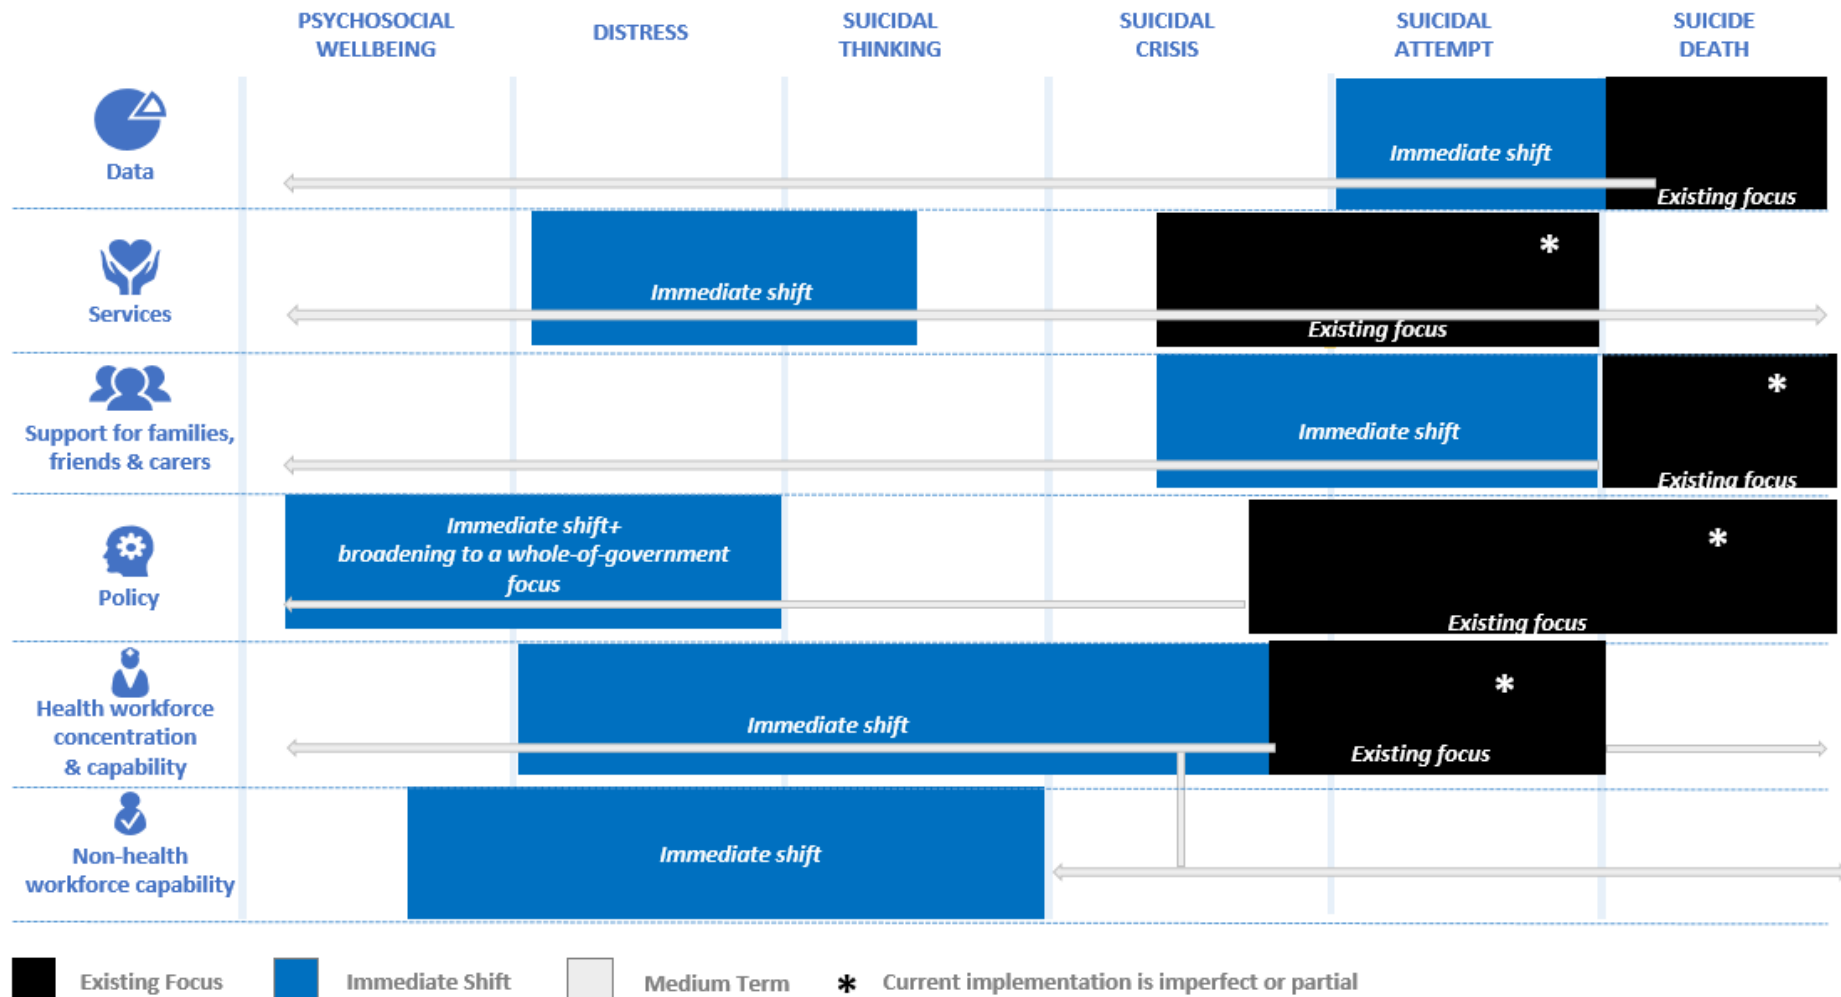 PSYCHOSOCIAL
WELLBEING
DISTRESS
SUICIDAL
THINKING
SUICIDAL
CRISIS
SUICIDAL
ATTEMPT
SUICIDE
DEATH
Data
Immediate shift
Existing focus
Services
Immediate shift
*
Existing focus
Support for families,
friends & carers
Immediate shift
*
Existing focus
Policy
Immediate shift+
broadening to a whole-of-government
focus
*
Existing focus
Health workforce
concentration
& capability
Immediate shift
*
Existing focus
Non-health
workforce capability
Immediate shift
Existing Focus
Immediate Shift
Medium Term
* Current implementation is imperfect or partial